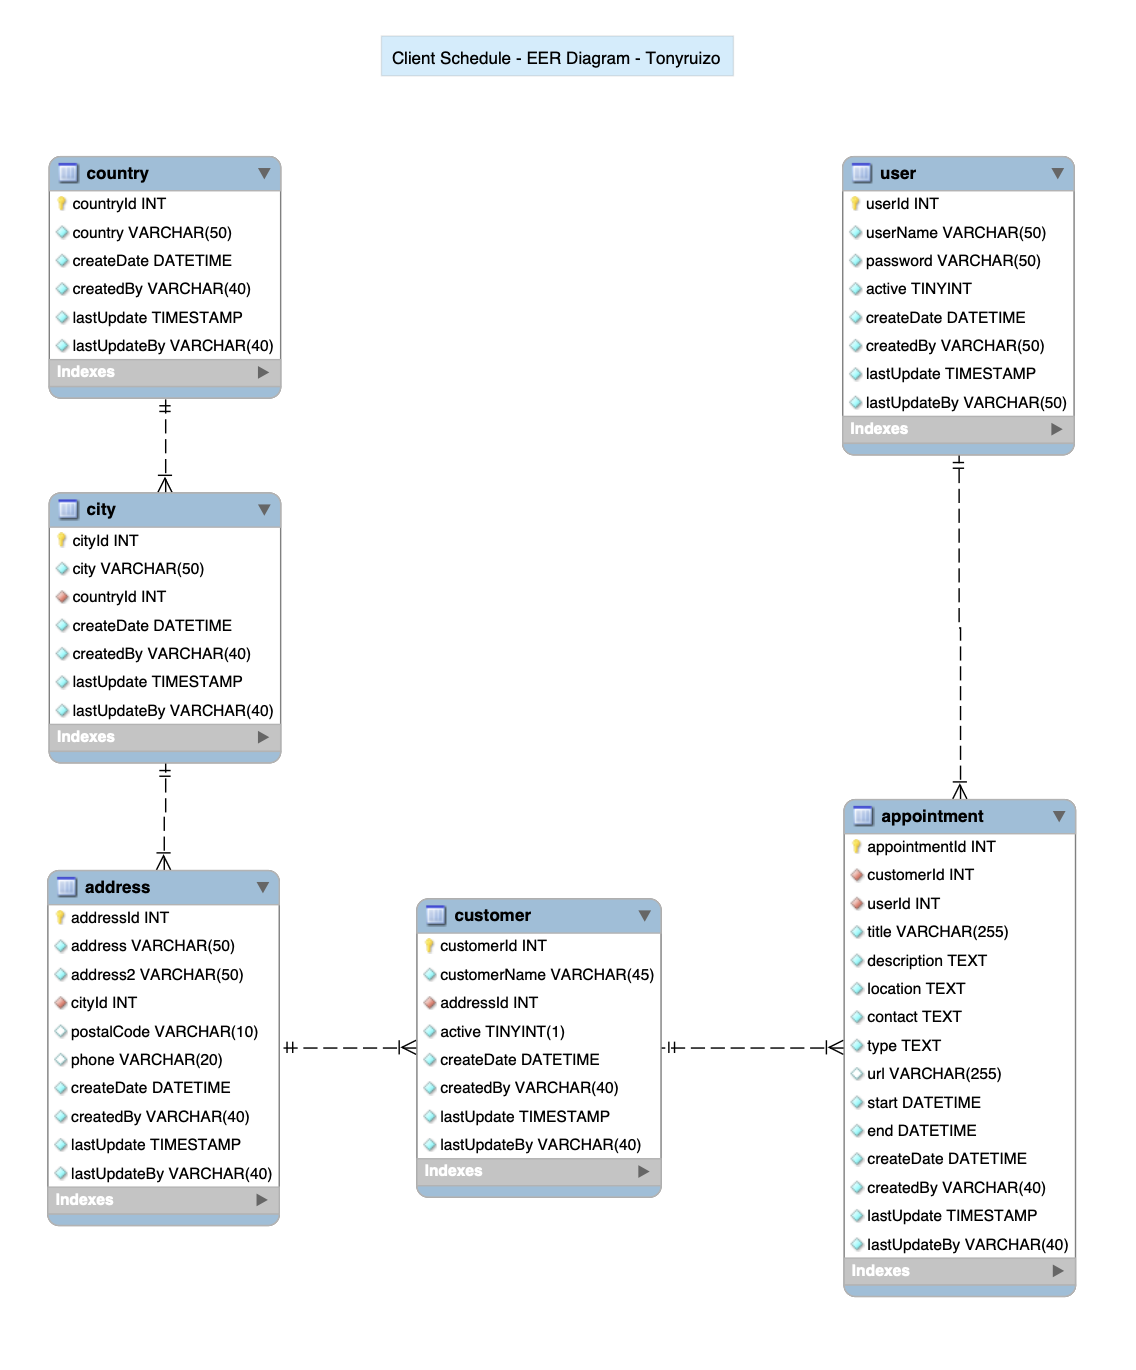 Client Schedule - EER Diagram - Tonyruizo
country
countryId INT
country VARCHAR(50)
createDate DATETIME
createdBy VARCHAR(40)
lastUpdate TIMESTAMP
lastUpdateBy VARCHAR(40)
Indexes
user
userId INT
userName VARCHAR(50)
password VARCHAR(50)
active TINYINT
createDate DATETIME
createdBy VARCHAR(50)
lastUpdate TIMESTAMP
lastUpdateBy VARCHAR(50)
Indexes
city
cityId INT
city VARCHAR(50)
countryId INT
createDate DATETIME
createdBy VARCHAR(40)
lastUpdate TIMESTAMP
lastUpdateBy VARCHAR(40)
Indexes
address
addressId INT
address VARCHAR(50)
address2 VARCHAR(50)
cityId INT
postalCode VARCHAR(10)
phone VARCHAR(20)
createDate DATETIME
createdBy VARCHAR(40)
lastUpdate TIMESTAMP
lastUpdateBy VARCHAR(40)
Indexes
customer
customerId INT
customerName VARCHAR(45)
addressId INT
active TINYINT(1)
createDate DATETIME
createdBy VARCHAR(40)
lastUpdate TIMESTAMP
lastUpdateBy VARCHAR(40)
Indexes
appointment
appointmentId INT
customerId INT
userId INT
title VARCHAR(255)
description TEXT
location TEXT
contact TEXT
type TEXT
url VARCHAR(255)
start DATETIME
end DATETIME
createDate DATETIME
createdBy VARCHAR(40)
lastUpdate TIMESTAMP
lastUpdateBy VARCHAR(40)
Indexes